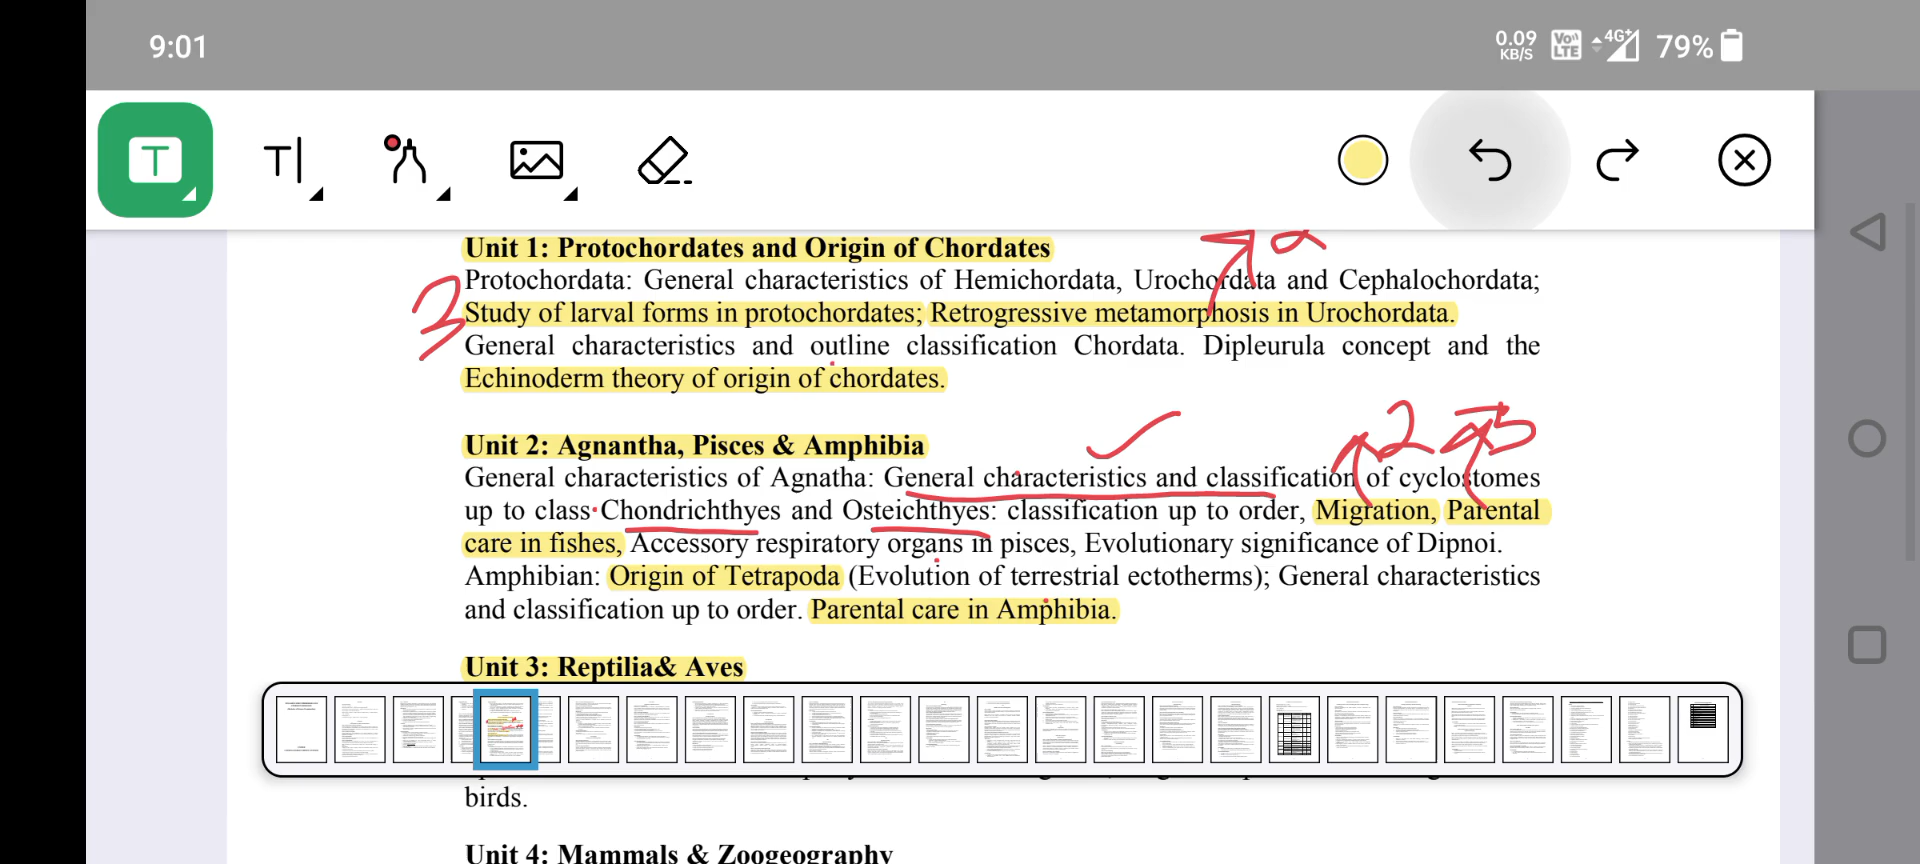 9:01
0.09 KB/S VoLTE 4G+ 79%
T T|
Unit 1: Protochordates and Origin of Chordates
Protochordata: General characteristics of Hemichordata, Urochordata and Cephalochordata;
3
Study of larval forms in protochordates; Retrogressive metamorphosis in Urochordata.
General characteristics and outline classification Chordata. Dipleurula concept and the
Echinoderm theory of origin of chordates.
2
Unit 2: Agnantha, Pisces & Amphibia
General characteristics of Agnatha: General characteristics and classification of cyclostomes
up to class Chondrichthyes and Osteichthyes: classification up to order, Migration, Parental
care in fishes, Accessory respiratory organs in pisces, Evolutionary significance of Dipnoi.
Amphibian: Origin of Tetrapoda (Evolution of terrestrial ectotherms); General characteristics
and classification up to order. Parental care in Amphibia.
Unit 3: Reptilia& Aves
birds.
Unit 4: Mammals & Zoogeography